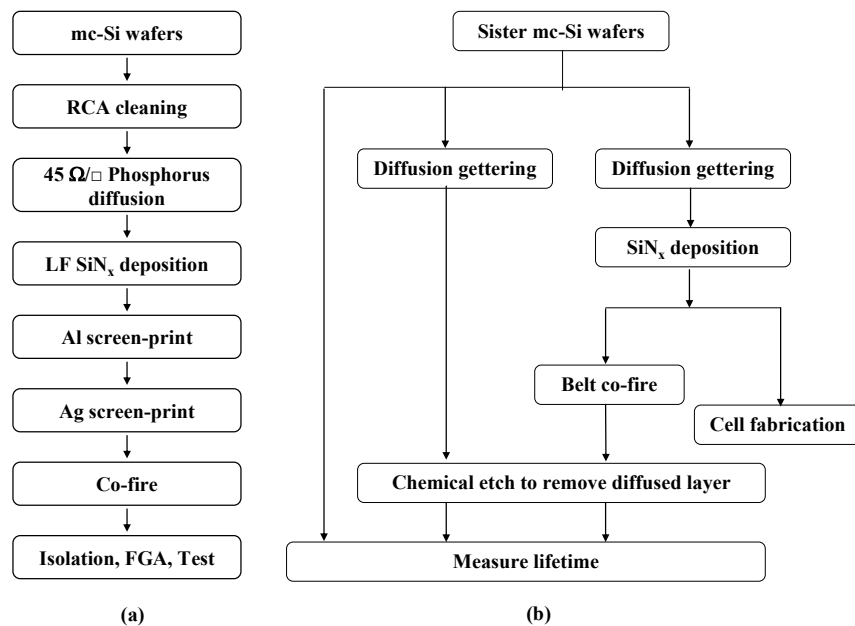 mc-Si wafers
RCA cleaning
45 Ω/□ Phosphorus
diffusion
LF SiNx deposition
Al screen-print
Ag screen-print
Co-fire
Isolation, FGA, Test
(a)
Sister mc-Si wafers
Diffusion gettering
Diffusion gettering
SiNx deposition
Belt co-fire
Cell fabrication
Chemical etch to remove diffused layer
Measure lifetime
(b)